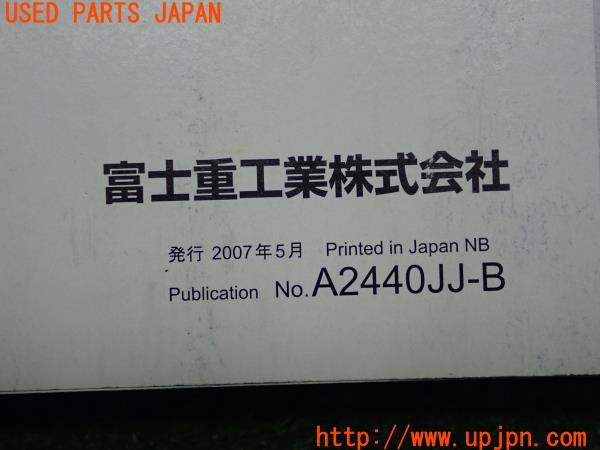 USED PARTS JAPAN
富士重工業株式会社
発行 2007年5月 Printed in Japan NB
Publication No.A2440JJ-B
http://www.upjpn.com/